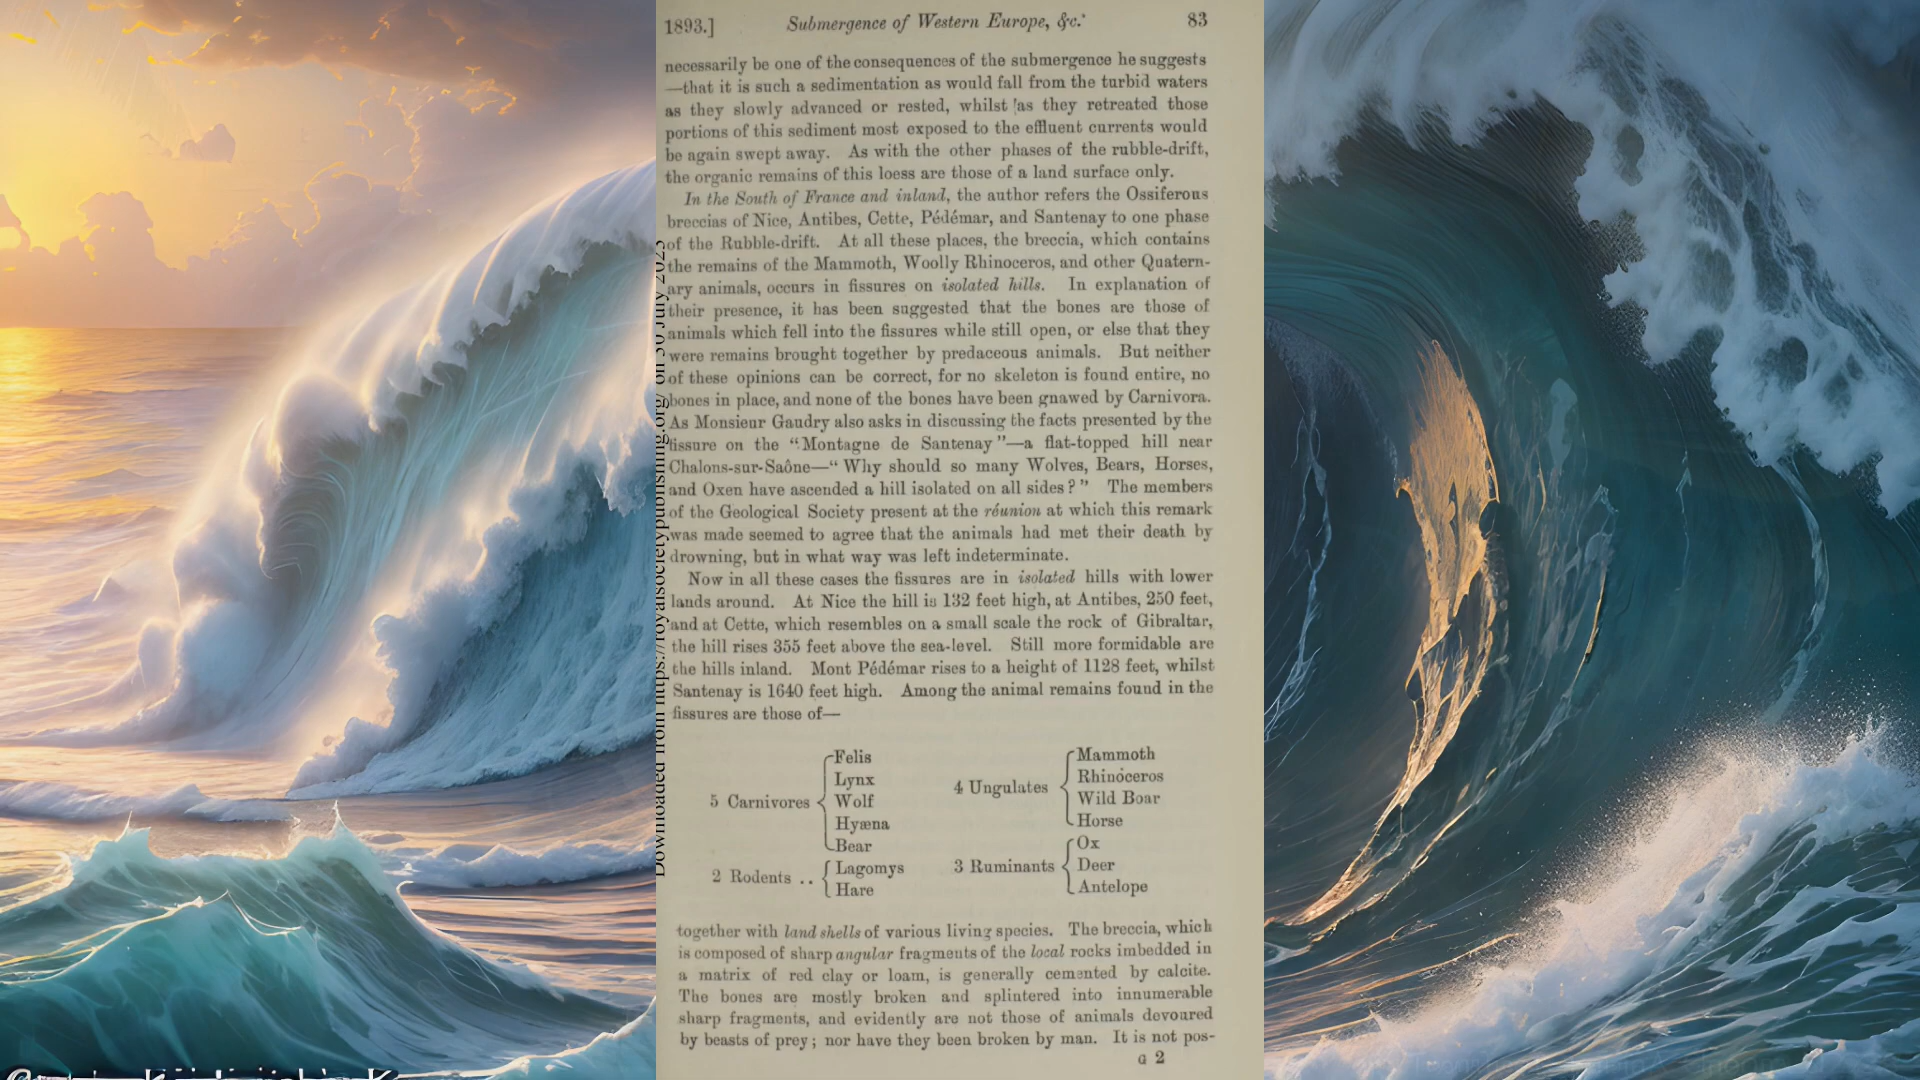 1893.] Submergence of Western Europe, &c. 83
necessarily be one of the consequences of the submergence he suggests
—that it is such a sedimentation as would fall from the turbid waters
as they slowly advanced or rested, whilst as they retreated those
portions of this sediment most exposed to the effluent currents would
be again swept away. As with the other phases of the rubble-drift,
the organic remains of this loess are those of a land surface only.
In the South of France and inland, the author refers the Ossiferous
breccias of Nice, Antibes, Cette, Pédémar, and Santenay to one phase
of the Rubble-drift. At all these places, the breccia, which contains
the remains of the Mammoth, Woolly Rhinoceros, and other Quatern-
ary animals, occurs in fissures on isolated hills. In explanation of
their presence, it has been suggested that the bones are those of
animals which fell into the fissures while still open, or else that they
were remains brought together by predaceous animals. But neither
of these opinions can be correct, for no skeleton is found entire, no
bones in place, and none of the bones have been gnawed by Carnivora.
As Monsieur Gaudry also asks in discussing the facts presented by the
fissure on the “Montagne de Santenay”—a flat-topped hill near
Chalons-sur-Saône—“Why should so many Wolves, Bears, Horses,
and Oxen have ascended a hill isolated on all sides?” The members
of the Geological Society present at the réunion at which this remark
was made seemed to agree that the animals had met their death by
drowning, but in what way was left indeterminate.
Now in all these cases the fissures are in isolated hills with lower
lands around. At Nice the hill is 132 feet high, at Antibes, 250 feet,
and at Cette, which resembles on a small scale the rock of Gibraltar,
the hill rises 355 feet above the sea-level. Still more formidable are
the hills inland. Mont Pédémar rises to a height of 1128 feet, whilst
Santenay is 1640 feet high. Among the animal remains found in the
fissures are those of—
5 Carnivores
Felis
Lynx
Wolf
Hyæna
Bear
2 Rodents ..
Lagomys
Hare
4 Ungulates
Mammoth
Rhinoceros
Wild Boar
Horse
3 Ruminants
Ox
Deer
Antelope
together with land shells of various living species. The breccia, which
is composed of sharp angular fragments of the local rocks imbedded in
a matrix of red clay or loam, is generally cemented by calcite.
The bones are mostly broken and splintered into innumerable
sharp fragments, and evidently are not those of animals devoured
by beasts of prey; nor have they been broken by man. It is not pos-
G 2
Downloaded from https://royalsocietypublishing.org/ on 30 July 2023